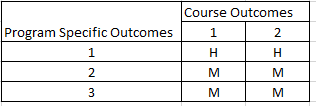 Course Outcomes
Program Specific Outcomes 1 2
1 H H
2 M M
3 M M